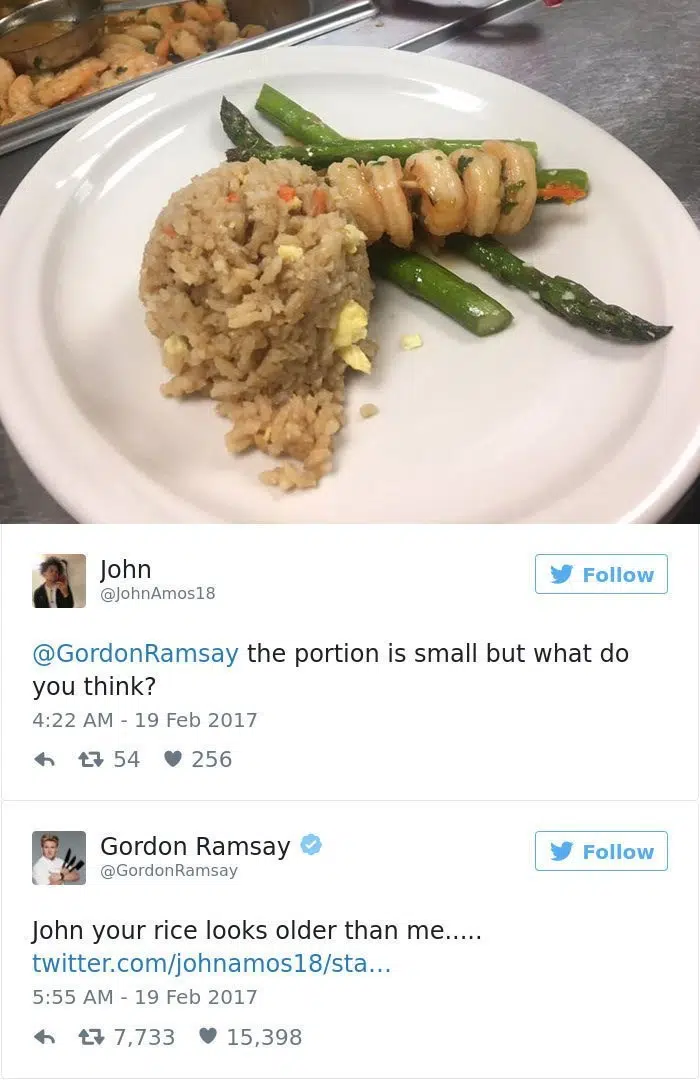 John
@JohnAmos18
Follow
@GordonRamsay the portion is small but what do
you think?
4:22 AM - 19 Feb 2017
54 256
Gordon Ramsay
@GordonRamsay
Follow
John your rice looks older than me.....
twitter.com/johnamos18/sta...
5:55 AM - 19 Feb 2017
7,733 15,398